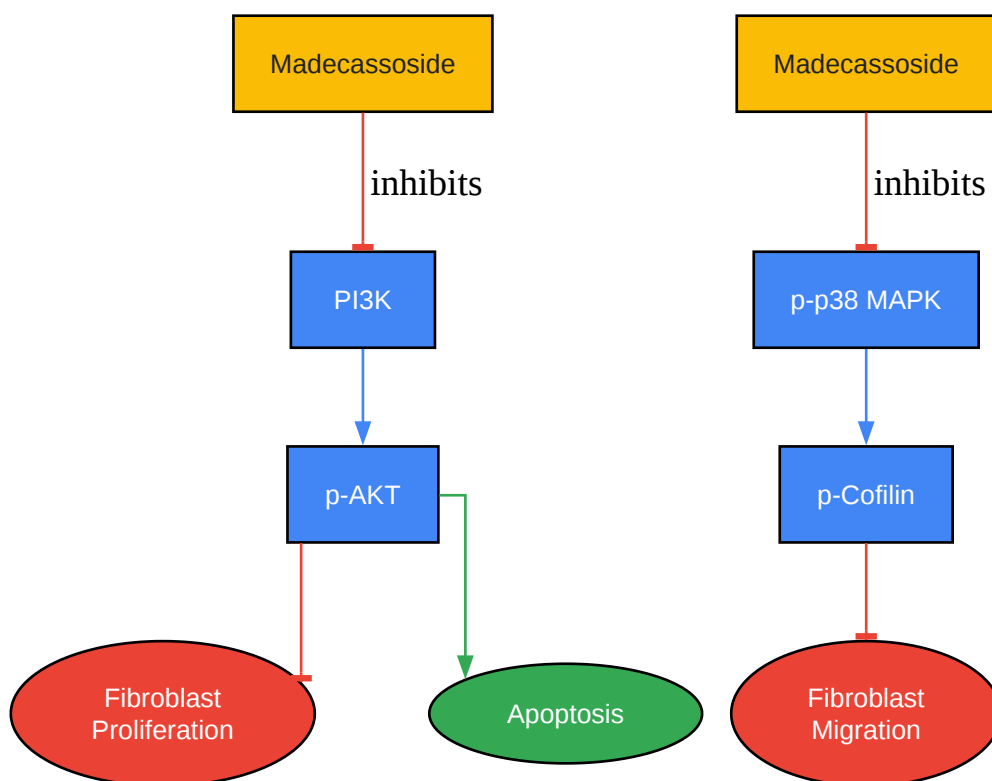 Madecassoside
Madecassoside
inhibits
inhibits
PI3K
p-p38 MAPK
p-AKT
p-Cofilin
Fibroblast
Proliferation
Apoptosis
Fibroblast
Migration